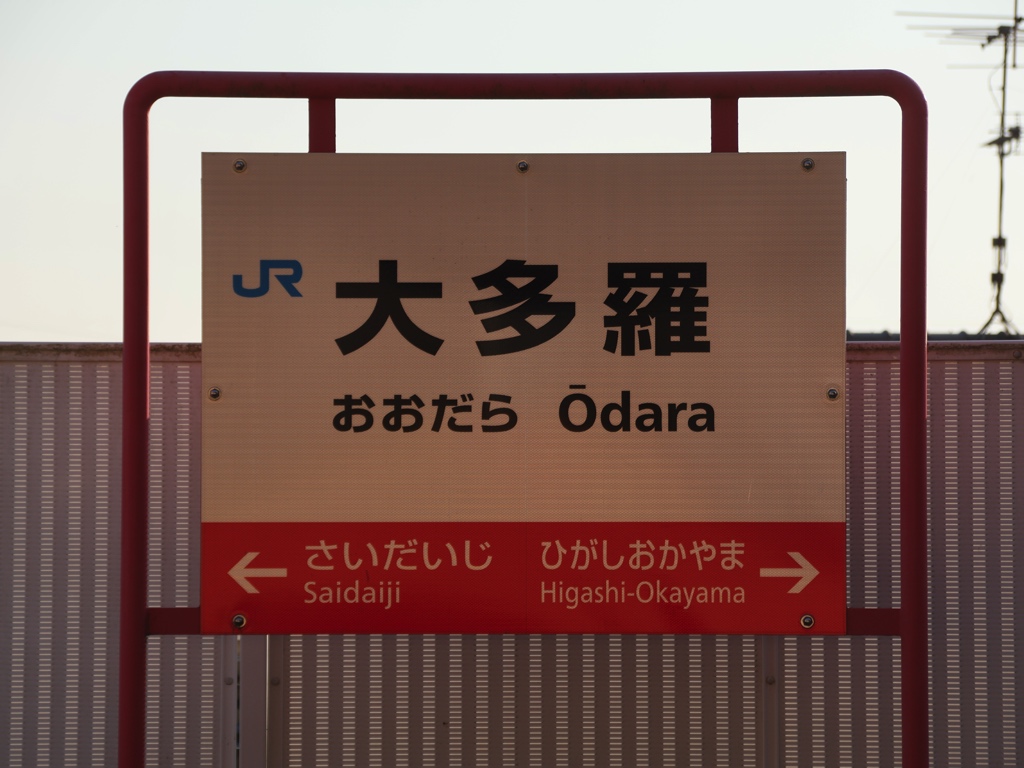 JR 大多羅
おおだら Ōdara
← さいだいじ ひがしおかやま →
Saidaiji Higashi-Okayama